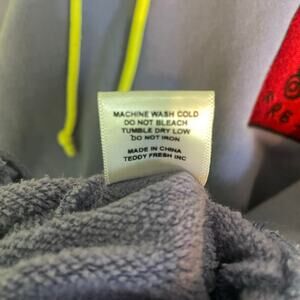 MACHINE WASH COLD
DO NOT BLEACH
TUMBLE DRY LOW
DO NOT IRON
MADE IN CHINA
TEDDY FRESH INC